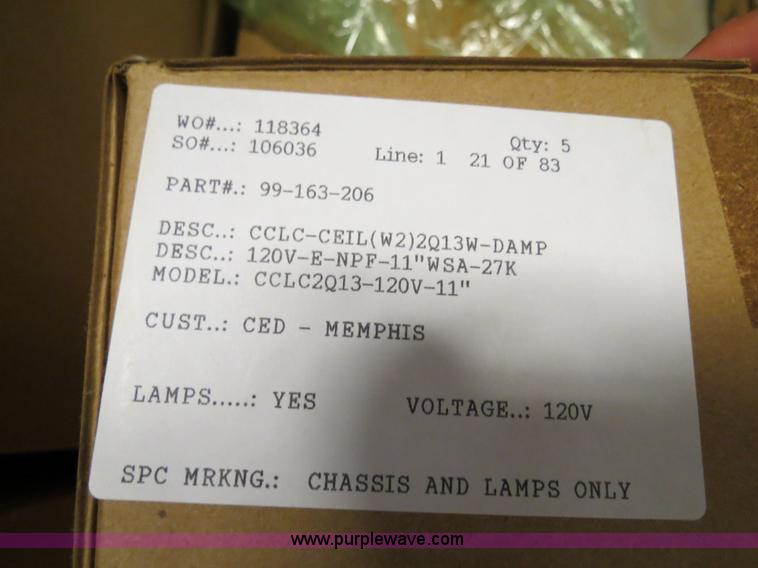 WO#...: 118364
Qty: 5
SO#...: 106036
Line: 1 21 OF 83
PART#.: 99-163-206
DESC..: CCLC-CEIL(W2)2Q13W-DAMP
DESC..: 120V-E-NPF-11"WSA-27K
MODEL.: CCLC2Q13-120V-11"
CUST..: CED - MEMPHIS
LAMPS.....: YES
VOLTAGE..: 120V
SPC MRKNG.: CHASSIS AND LAMPS ONLY
www.purplewave.com